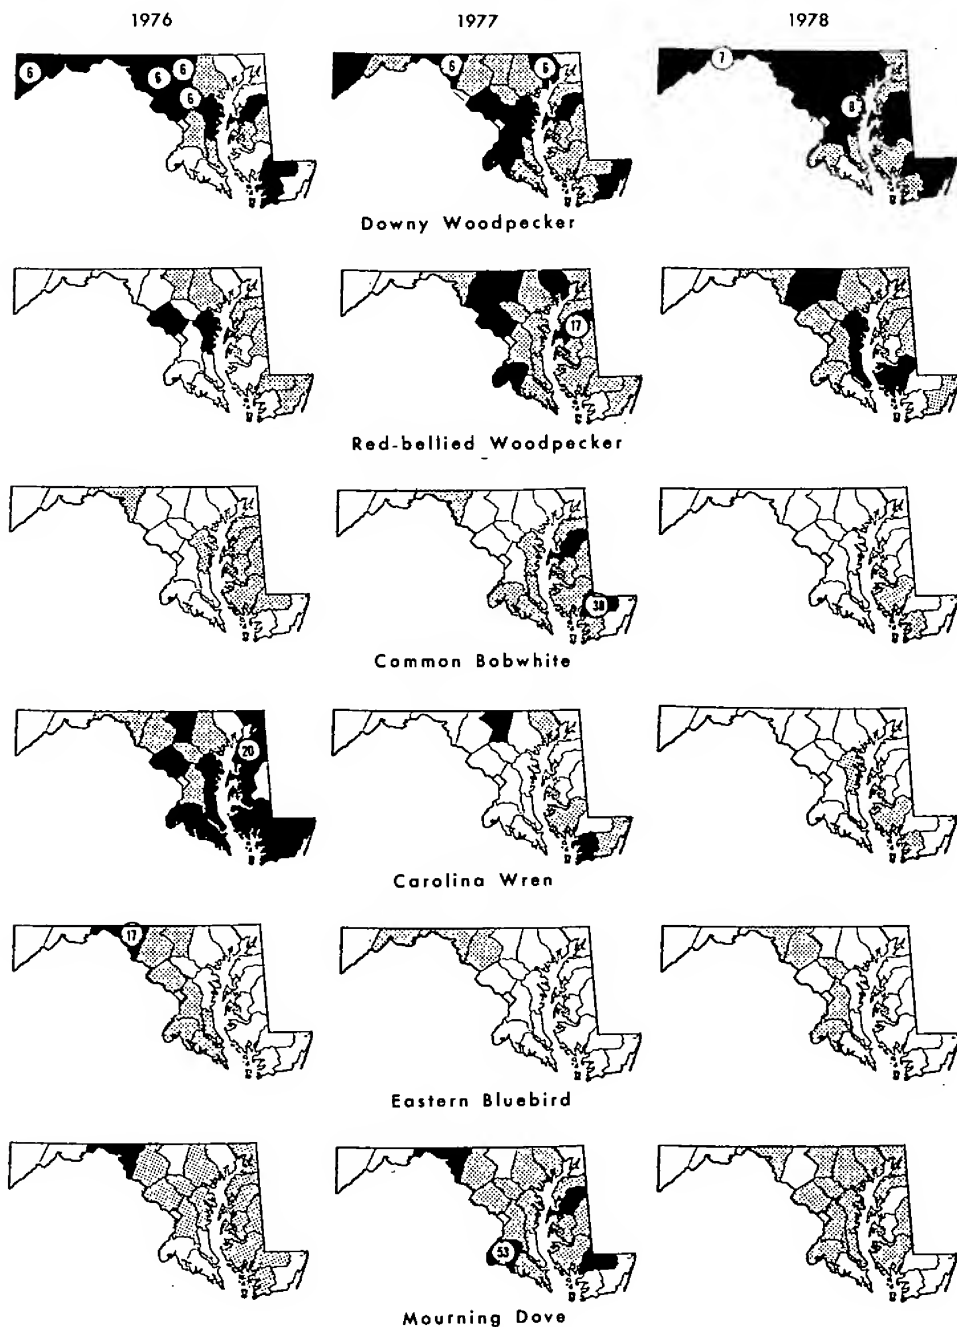 1976 1977 1978
6 6 6 6 6 6 7 8
Downy Woodpecker
17
Red-bellied Woodpecker
38
Common Bobwhite
20
Carolina Wren
17
Eastern Bluebird
53
Mourning Dove